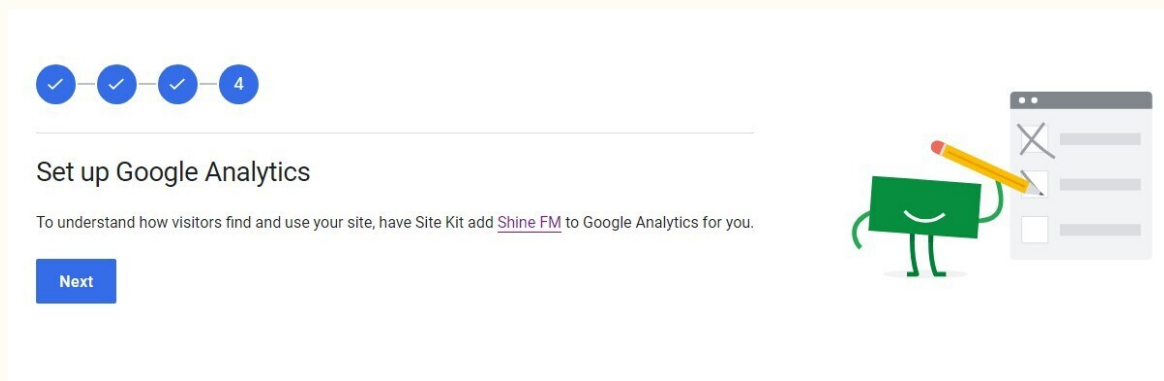 4
Set up Google Analytics
To understand how visitors find and use your site, have Site Kit add Shine FM to Google Analytics for you.
Next